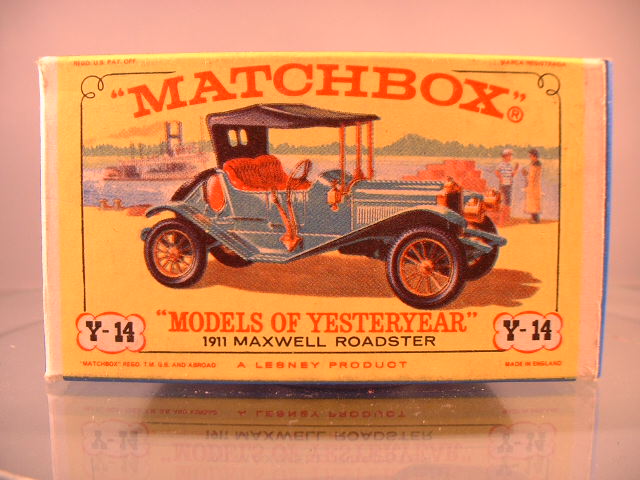 REGD. U.S. PAT. OFF.
MARCA REGISTRADA
"MATCHBOX"®
Y-14
"MODELS OF YESTERYEAR"
1911 MAXWELL ROADSTER
Y-14
"MATCHBOX" REGD. T.M. U.S. AND ABROAD
A LESNEY PRODUCT
MADE IN ENGLAND